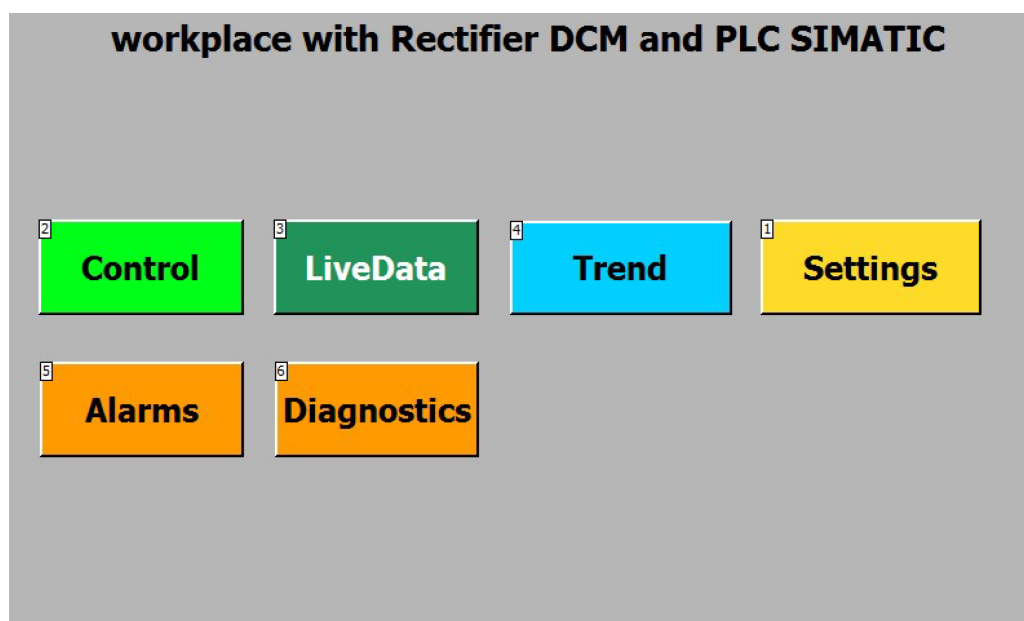 workplace with Rectifier DCM and PLC SIMATIC
2
Control
3
LiveData
4
Trend
1
Settings
5
Alarms
6
Diagnostics